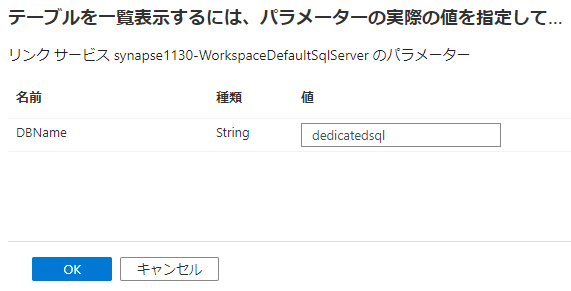 テーブルを一覧表示するには、パラメーターの実際の値を指定して...
リンク サービス synapse1130-WorkspaceDefaultSqlServer のパラメーター
名前 種類 値
DBName String dedicatedsql
OK キャンセル